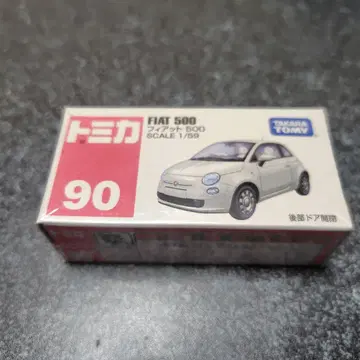 トミカ
90
FIAT 500
フィアット 500
SCALE 1/59
TAKARA
TOMY
後部ドア開閉